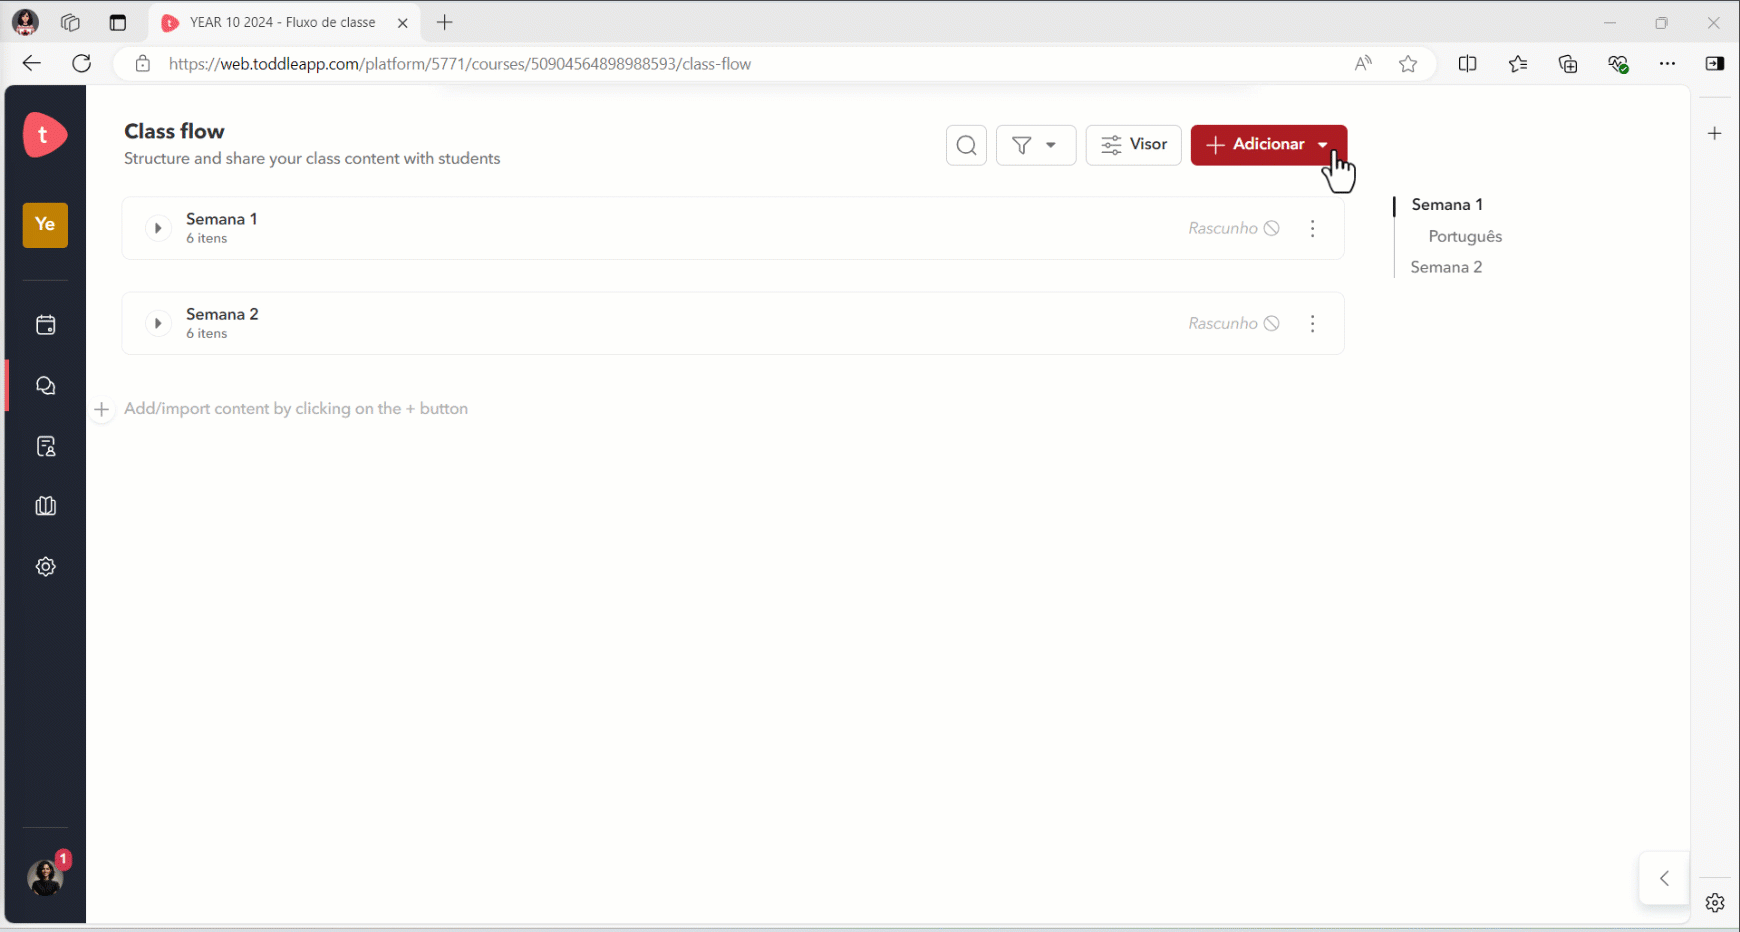 YEAR 10 2024 - Fluxo de classe
https://web.toddleapp.com/platform/5771/courses/50904564898988593/class-flow
t
Class flow
Structure and share your class content with students
Visor
Adicionar
Ye
Semana 1
6 itens
Rascunho
Semana 2
6 itens
Rascunho
Add/import content by clicking on the + button
Semana 1
Português
Semana 2
1